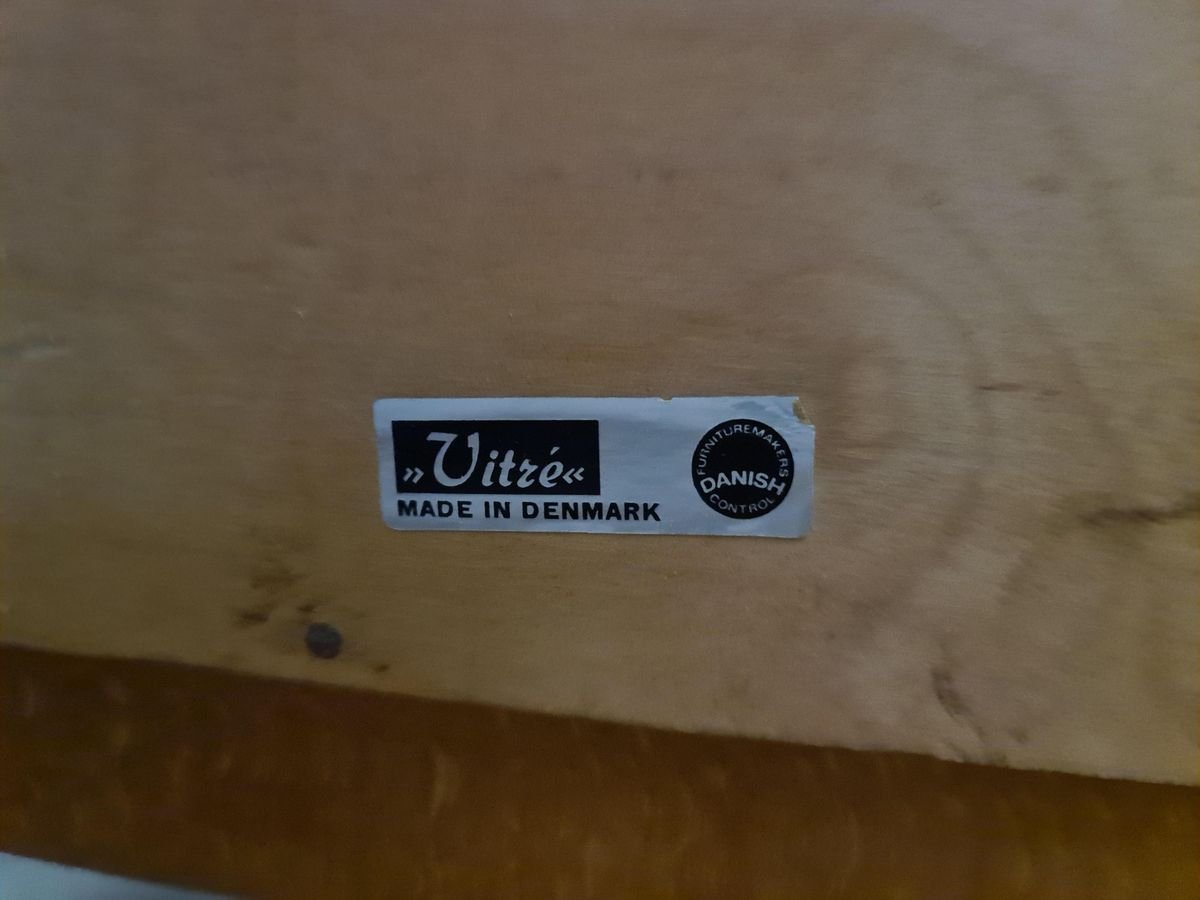 »Vitré«
MADE IN DENMARK
FURNITUREMAKERS
DANISH
CONTROL